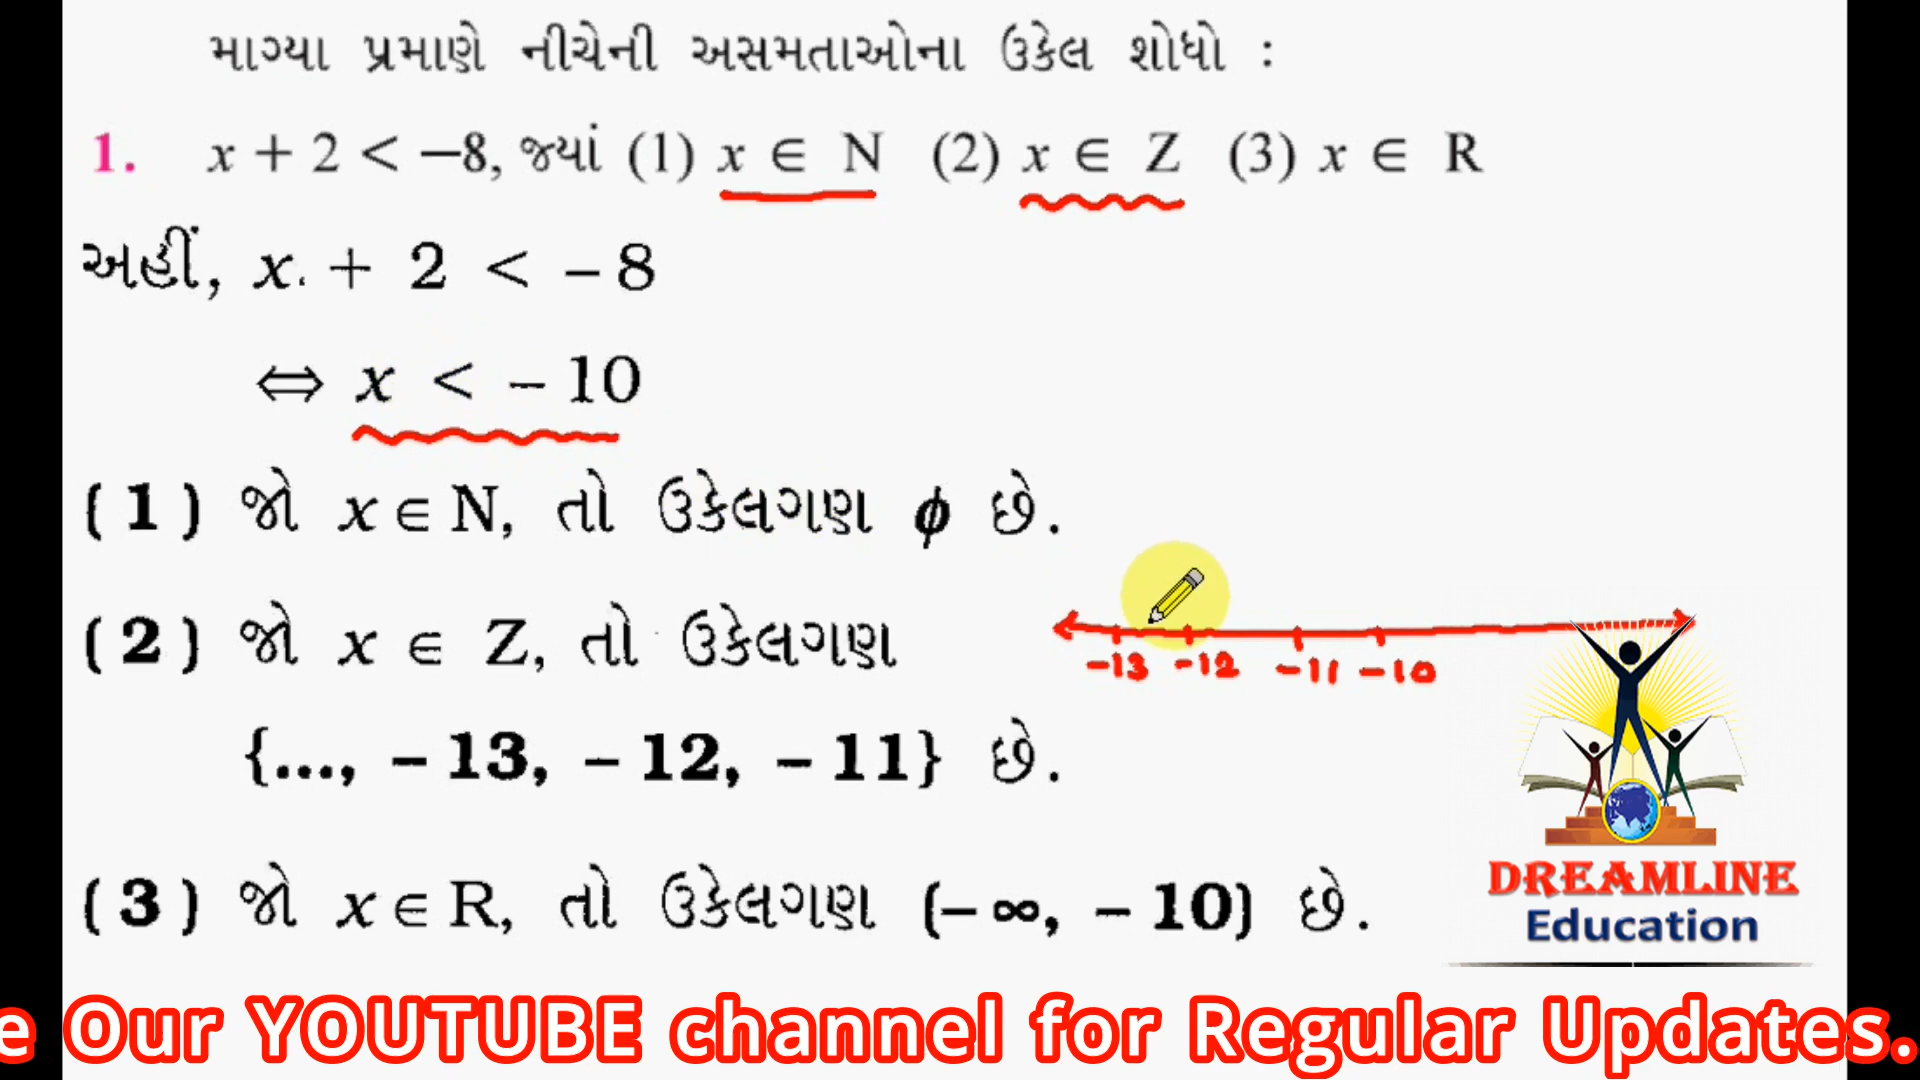 માગ્યા પ્રમાણે નીચેની અસમતાઓના ઉકેલ શોધો :
1. x + 2 < −8, જ્યાં (1) x ∈ N (2) x ∈ Z (3) x ∈ R
અહીં, x + 2 < − 8
⇔ x < − 10
(1) જો x ∈ N, તો ઉકેલગણ ϕ છે.
(2) જો x ∈ Z, તો ઉકેલગણ
{..., − 13, − 12, − 11} છે.
-13 -12 -11 -10
(3) જો x ∈ R, તો ઉકેલગણ (− ∞, − 10) છે.
DREAMLINE
Education
e Our YOUTUBE channel for Regular Updates.